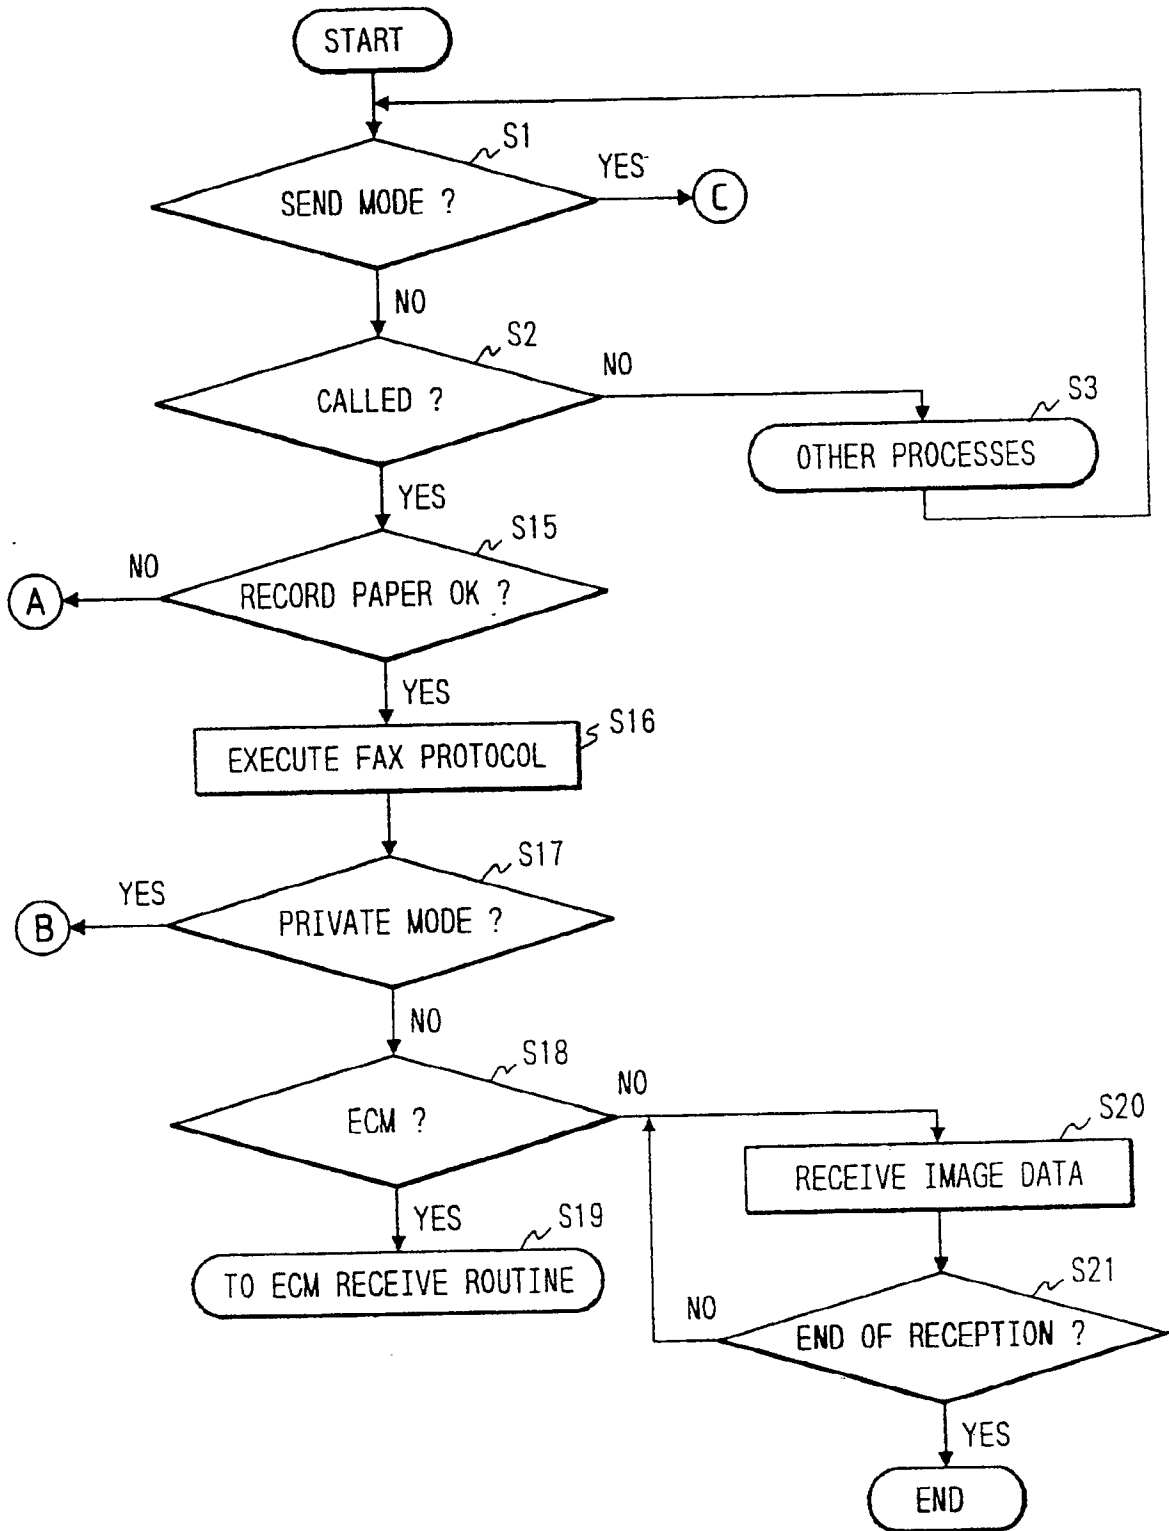 START
S1
SEND MODE ?
YES
C
NO
S2
CALLED ?
NO
S3
OTHER PROCESSES
YES
S15
RECORD PAPER OK ?
NO
A
YES
S16
EXECUTE FAX PROTOCOL
S17
PRIVATE MODE ?
YES
B
NO
S18
ECM ?
NO
S20
RECEIVE IMAGE DATA
YES
S19
TO ECM RECEIVE ROUTINE
S21
END OF RECEPTION ?
NO
YES
END